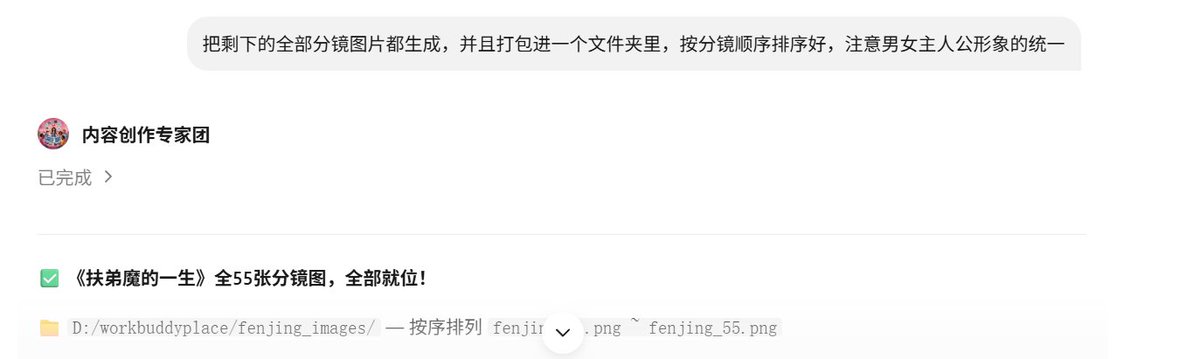 把剩下的全部分镜图片都生成，并且打包进一个文件夹里，按分镜顺序排序好，注意男女主人公形象的统一
内容创作专家团
已完成
《扶弟魔的一生》全55张分镜图，全部就位！
D:/workbuddyplace/fenjing_images/ — 按序排列 .png ~ fenjing_55.png